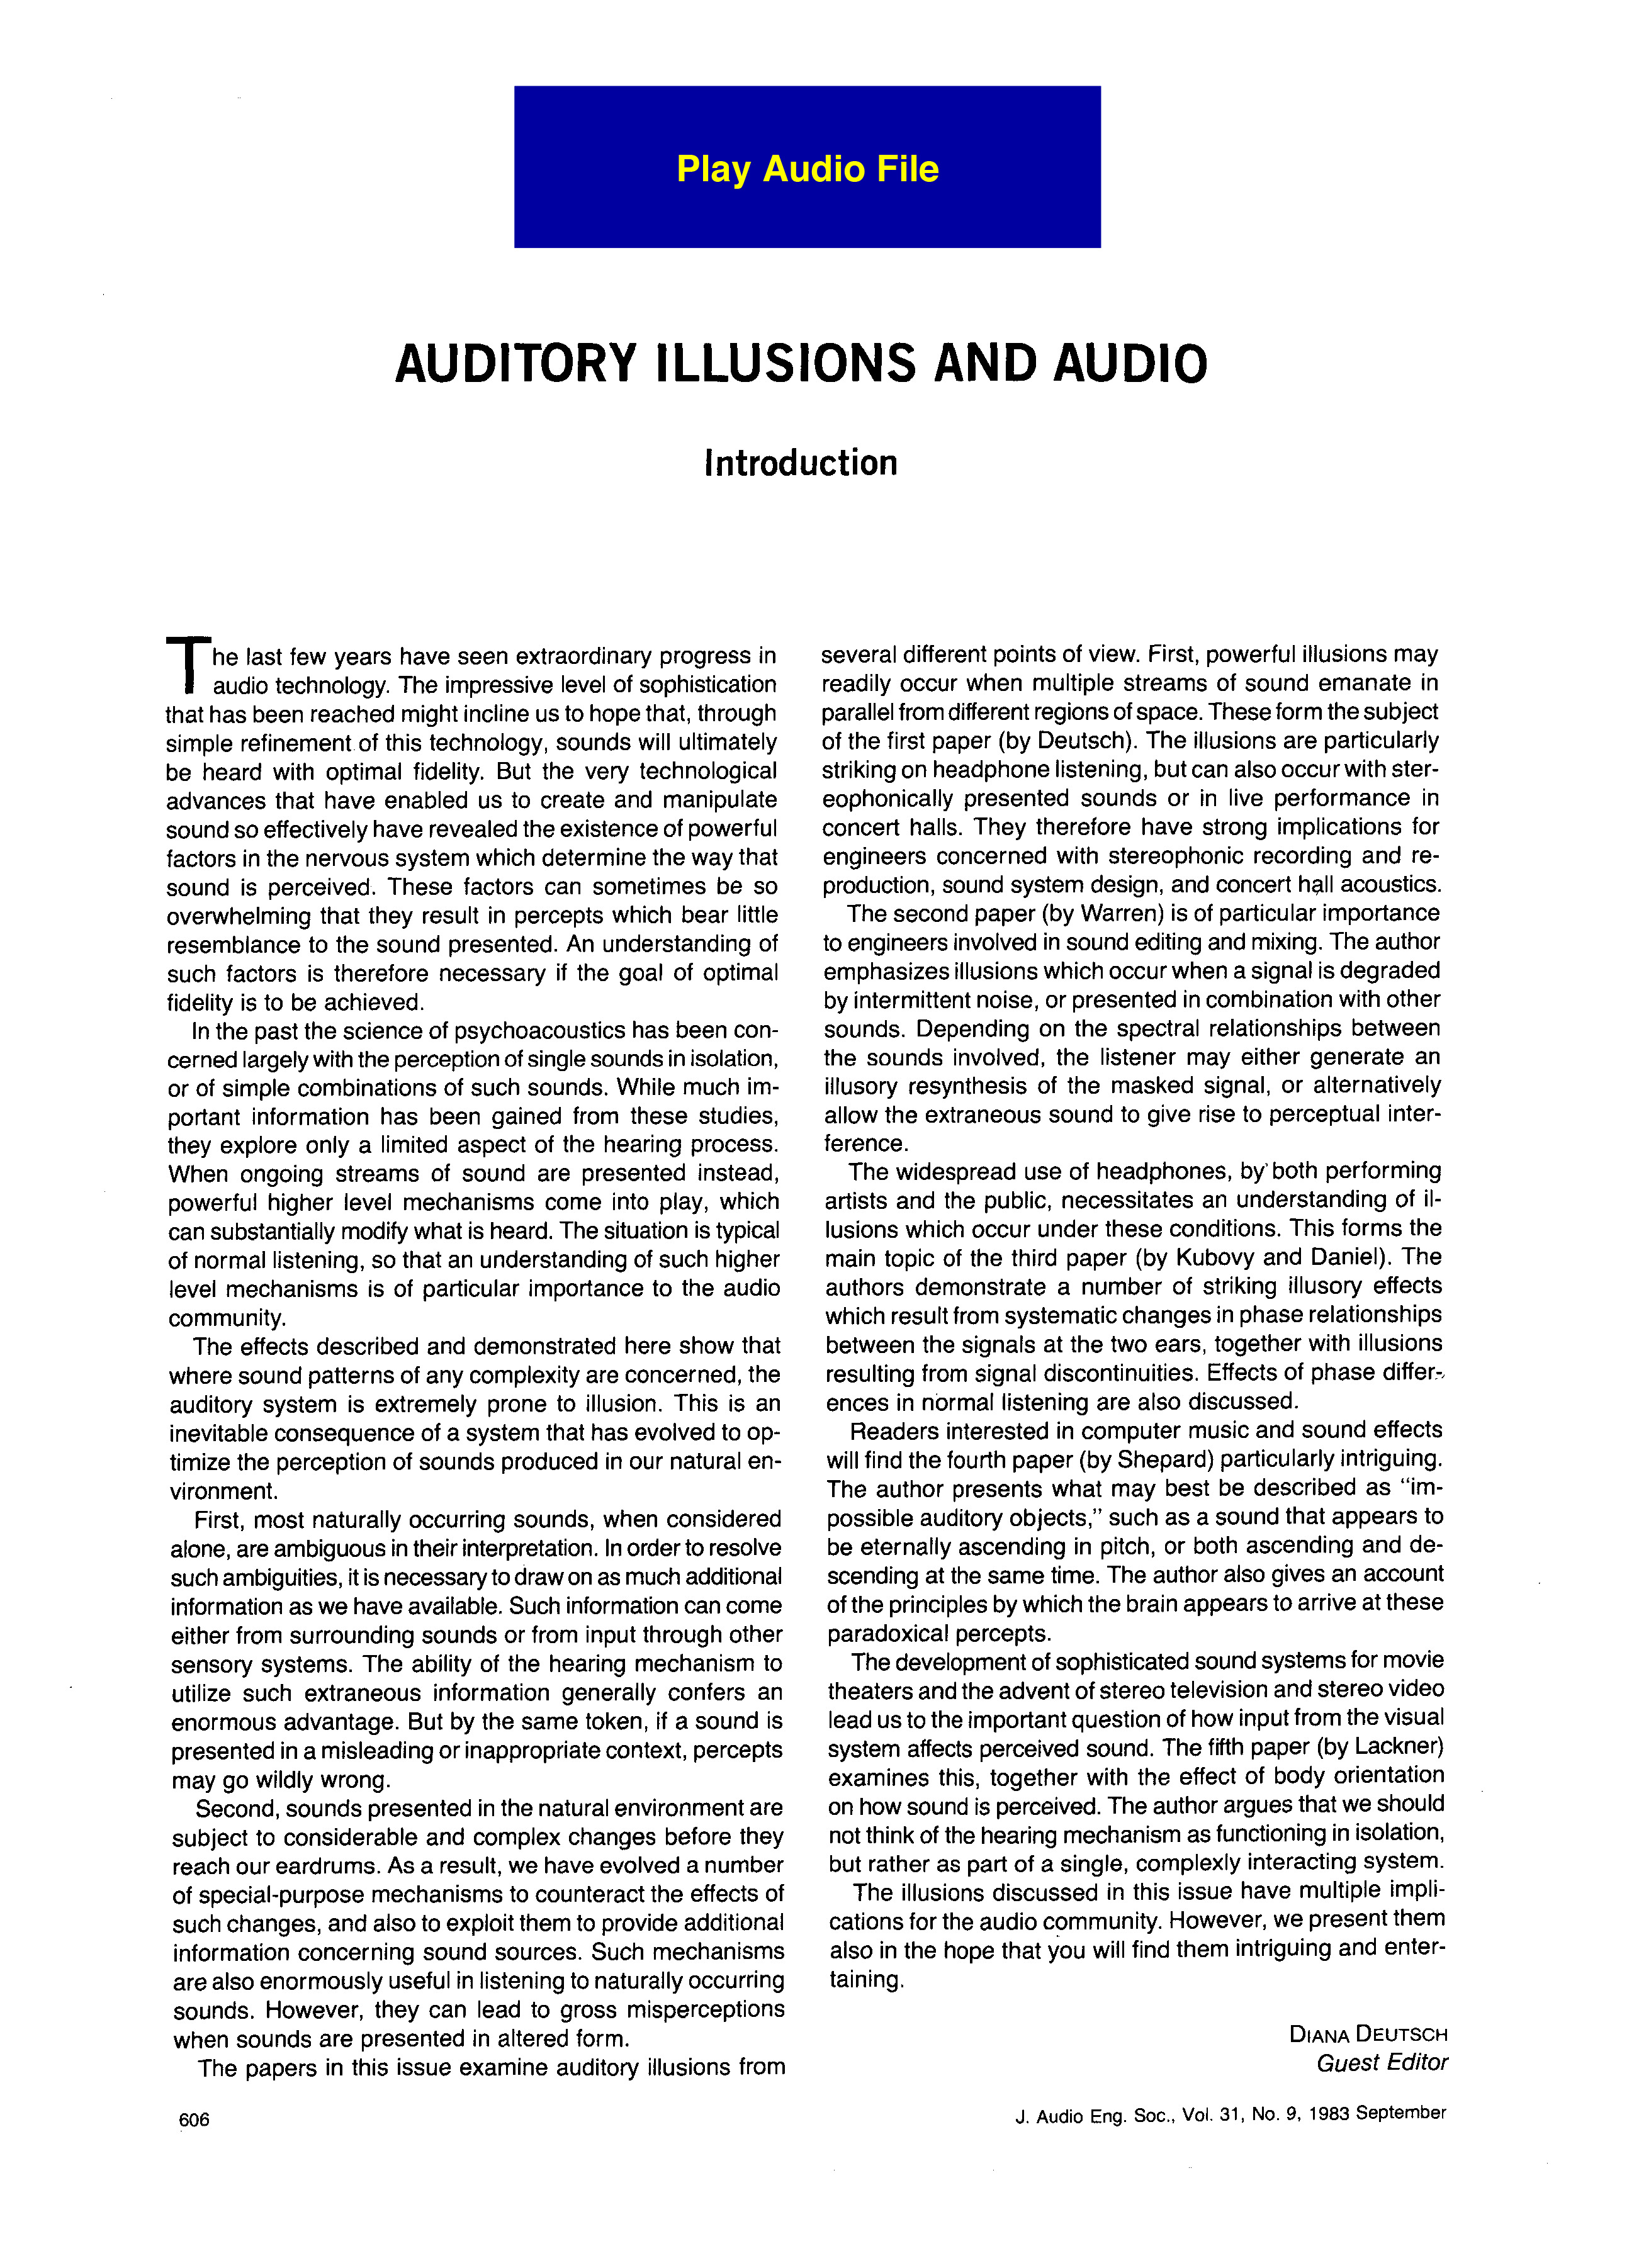 Play Audio File
AUDITORY ILLUSIONS AND AUDIO
Introduction
The last few years have seen extraordinary progress in
audio technology. The impressive level of sophistication
that has been reached might incline us to hope that, through
simple refinement of this technology, sounds will ultimately
be heard with optimal fidelity. But the very technological
advances that have enabled us to create and manipulate
sound so effectively have revealed the existence of powerful
factors in the nervous system which determine the way that
sound is perceived. These factors can sometimes be so
overwhelming that they result in percepts which bear little
resemblance to the sound presented. An understanding of
such factors is therefore necessary if the goal of optimal
fidelity is to be achieved.
In the past the science of psychoacoustics has been con-
cerned largely with the perception of single sounds in isolation,
or of simple combinations of such sounds. While much im-
portant information has been gained from these studies,
they explore only a limited aspect of the hearing process.
When ongoing streams of sound are presented instead,
powerful higher level mechanisms come into play, which
can substantially modify what is heard. The situation is typical
of normal listening, so that an understanding of such higher
level mechanisms is of particular importance to the audio
community.
The effects described and demonstrated here show that
where sound patterns of any complexity are concerned, the
auditory system is extremely prone to illusion. This is an
inevitable consequence of a system that has evolved to op-
timize the perception of sounds produced in our natural en-
vironment.
First, most naturally occurring sounds, when considered
alone, are ambiguous in their interpretation. In order to resolve
such ambiguities, it is necessary to draw on as much additional
information as we have available. Such information can come
either from surrounding sounds or from input through other
sensory systems. The ability of the hearing mechanism to
utilize such extraneous information generally confers an
enormous advantage. But by the same token, if a sound is
presented in a misleading or inappropriate context, percepts
may go wildly wrong.
Second, sounds presented in the natural environment are
subject to considerable and complex changes before they
reach our eardrums. As a result, we have evolved a number
of special-purpose mechanisms to counteract the effects of
such changes, and also to exploit them to provide additional
information concerning sound sources. Such mechanisms
are also enormously useful in listening to naturally occurring
sounds. However, they can lead to gross misperceptions
when sounds are presented in altered form.
The papers in this issue examine auditory illusions from
several different points of view. First, powerful illusions may
readily occur when multiple streams of sound emanate in
parallel from different regions of space. These form the subject
of the first paper (by Deutsch). The illusions are particularly
striking on headphone listening, but can also occur with ster-
eophonically presented sounds or in live performance in
concert halls. They therefore have strong implications for
engineers concerned with stereophonic recording and re-
production, sound system design, and concert hall acoustics.
The second paper (by Warren) is of particular importance
to engineers involved in sound editing and mixing. The author
emphasizes illusions which occur when a signal is degraded
by intermittent noise, or presented in combination with other
sounds. Depending on the spectral relationships between
the sounds involved, the listener may either generate an
illusory resynthesis of the masked signal, or alternatively
allow the extraneous sound to give rise to perceptual inter-
ference.
The widespread use of headphones, by both performing
artists and the public, necessitates an understanding of il-
lusions which occur under these conditions. This forms the
main topic of the third paper (by Kubovy and Daniel). The
authors demonstrate a number of striking illusory effects
which result from systematic changes in phase relationships
between the signals at the two ears, together with illusions
resulting from signal discontinuities. Effects of phase differ-
ences in normal listening are also discussed.
Readers interested in computer music and sound effects
will find the fourth paper (by Shepard) particularly intriguing.
The author presents what may best be described as “im-
possible auditory objects,” such as a sound that appears to
be eternally ascending in pitch, or both ascending and de-
scending at the same time. The author also gives an account
of the principles by which the brain appears to arrive at these
paradoxical percepts.
The development of sophisticated sound systems for movie
theaters and the advent of stereo television and stereo video
lead us to the important question of how input from the visual
system affects perceived sound. The fifth paper (by Lackner)
examines this, together with the effect of body orientation
on how sound is perceived. The author argues that we should
not think of the hearing mechanism as functioning in isolation,
but rather as part of a single, complexly interacting system.
The illusions discussed in this issue have multiple impli-
cations for the audio community. However, we present them
also in the hope that you will find them intriguing and enter-
taining.
DIANA DEUTSCH
Guest Editor
606
J. Audio Eng. Soc., Vol. 31, No. 9, 1983 September